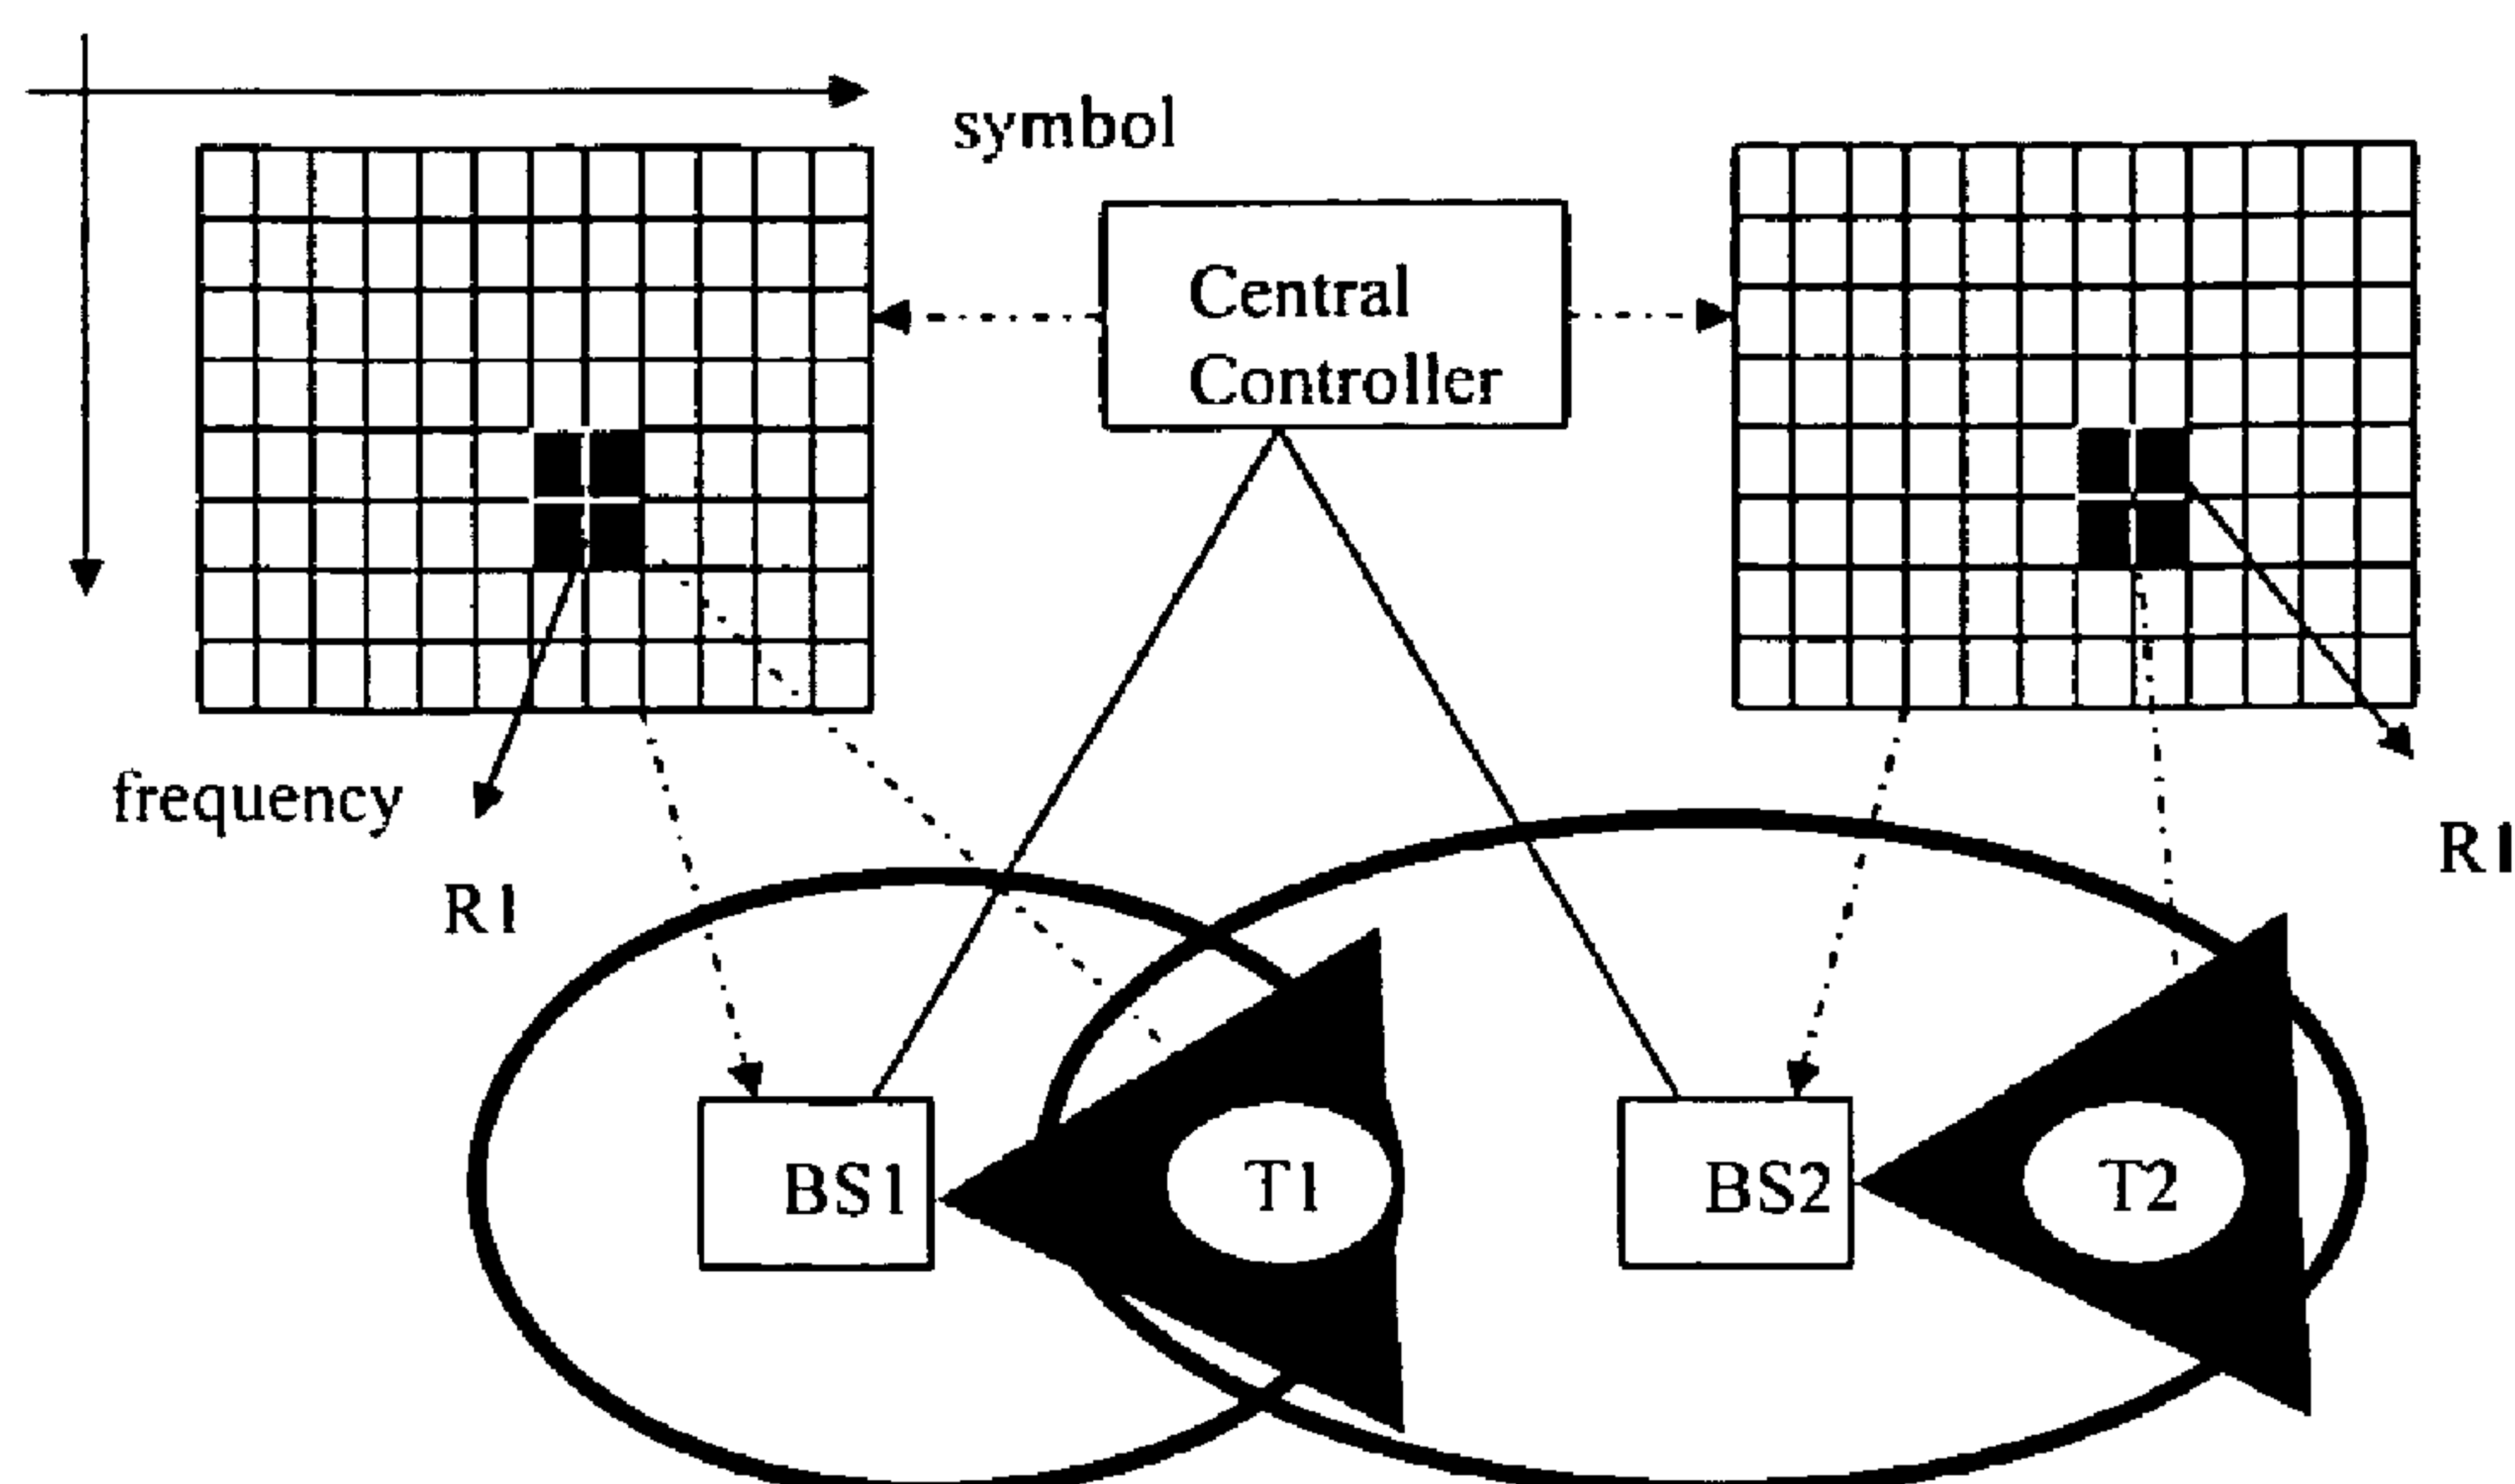 symbol
Central
Controller
frequency
R1
R1
BS1
T1
BS2
T2